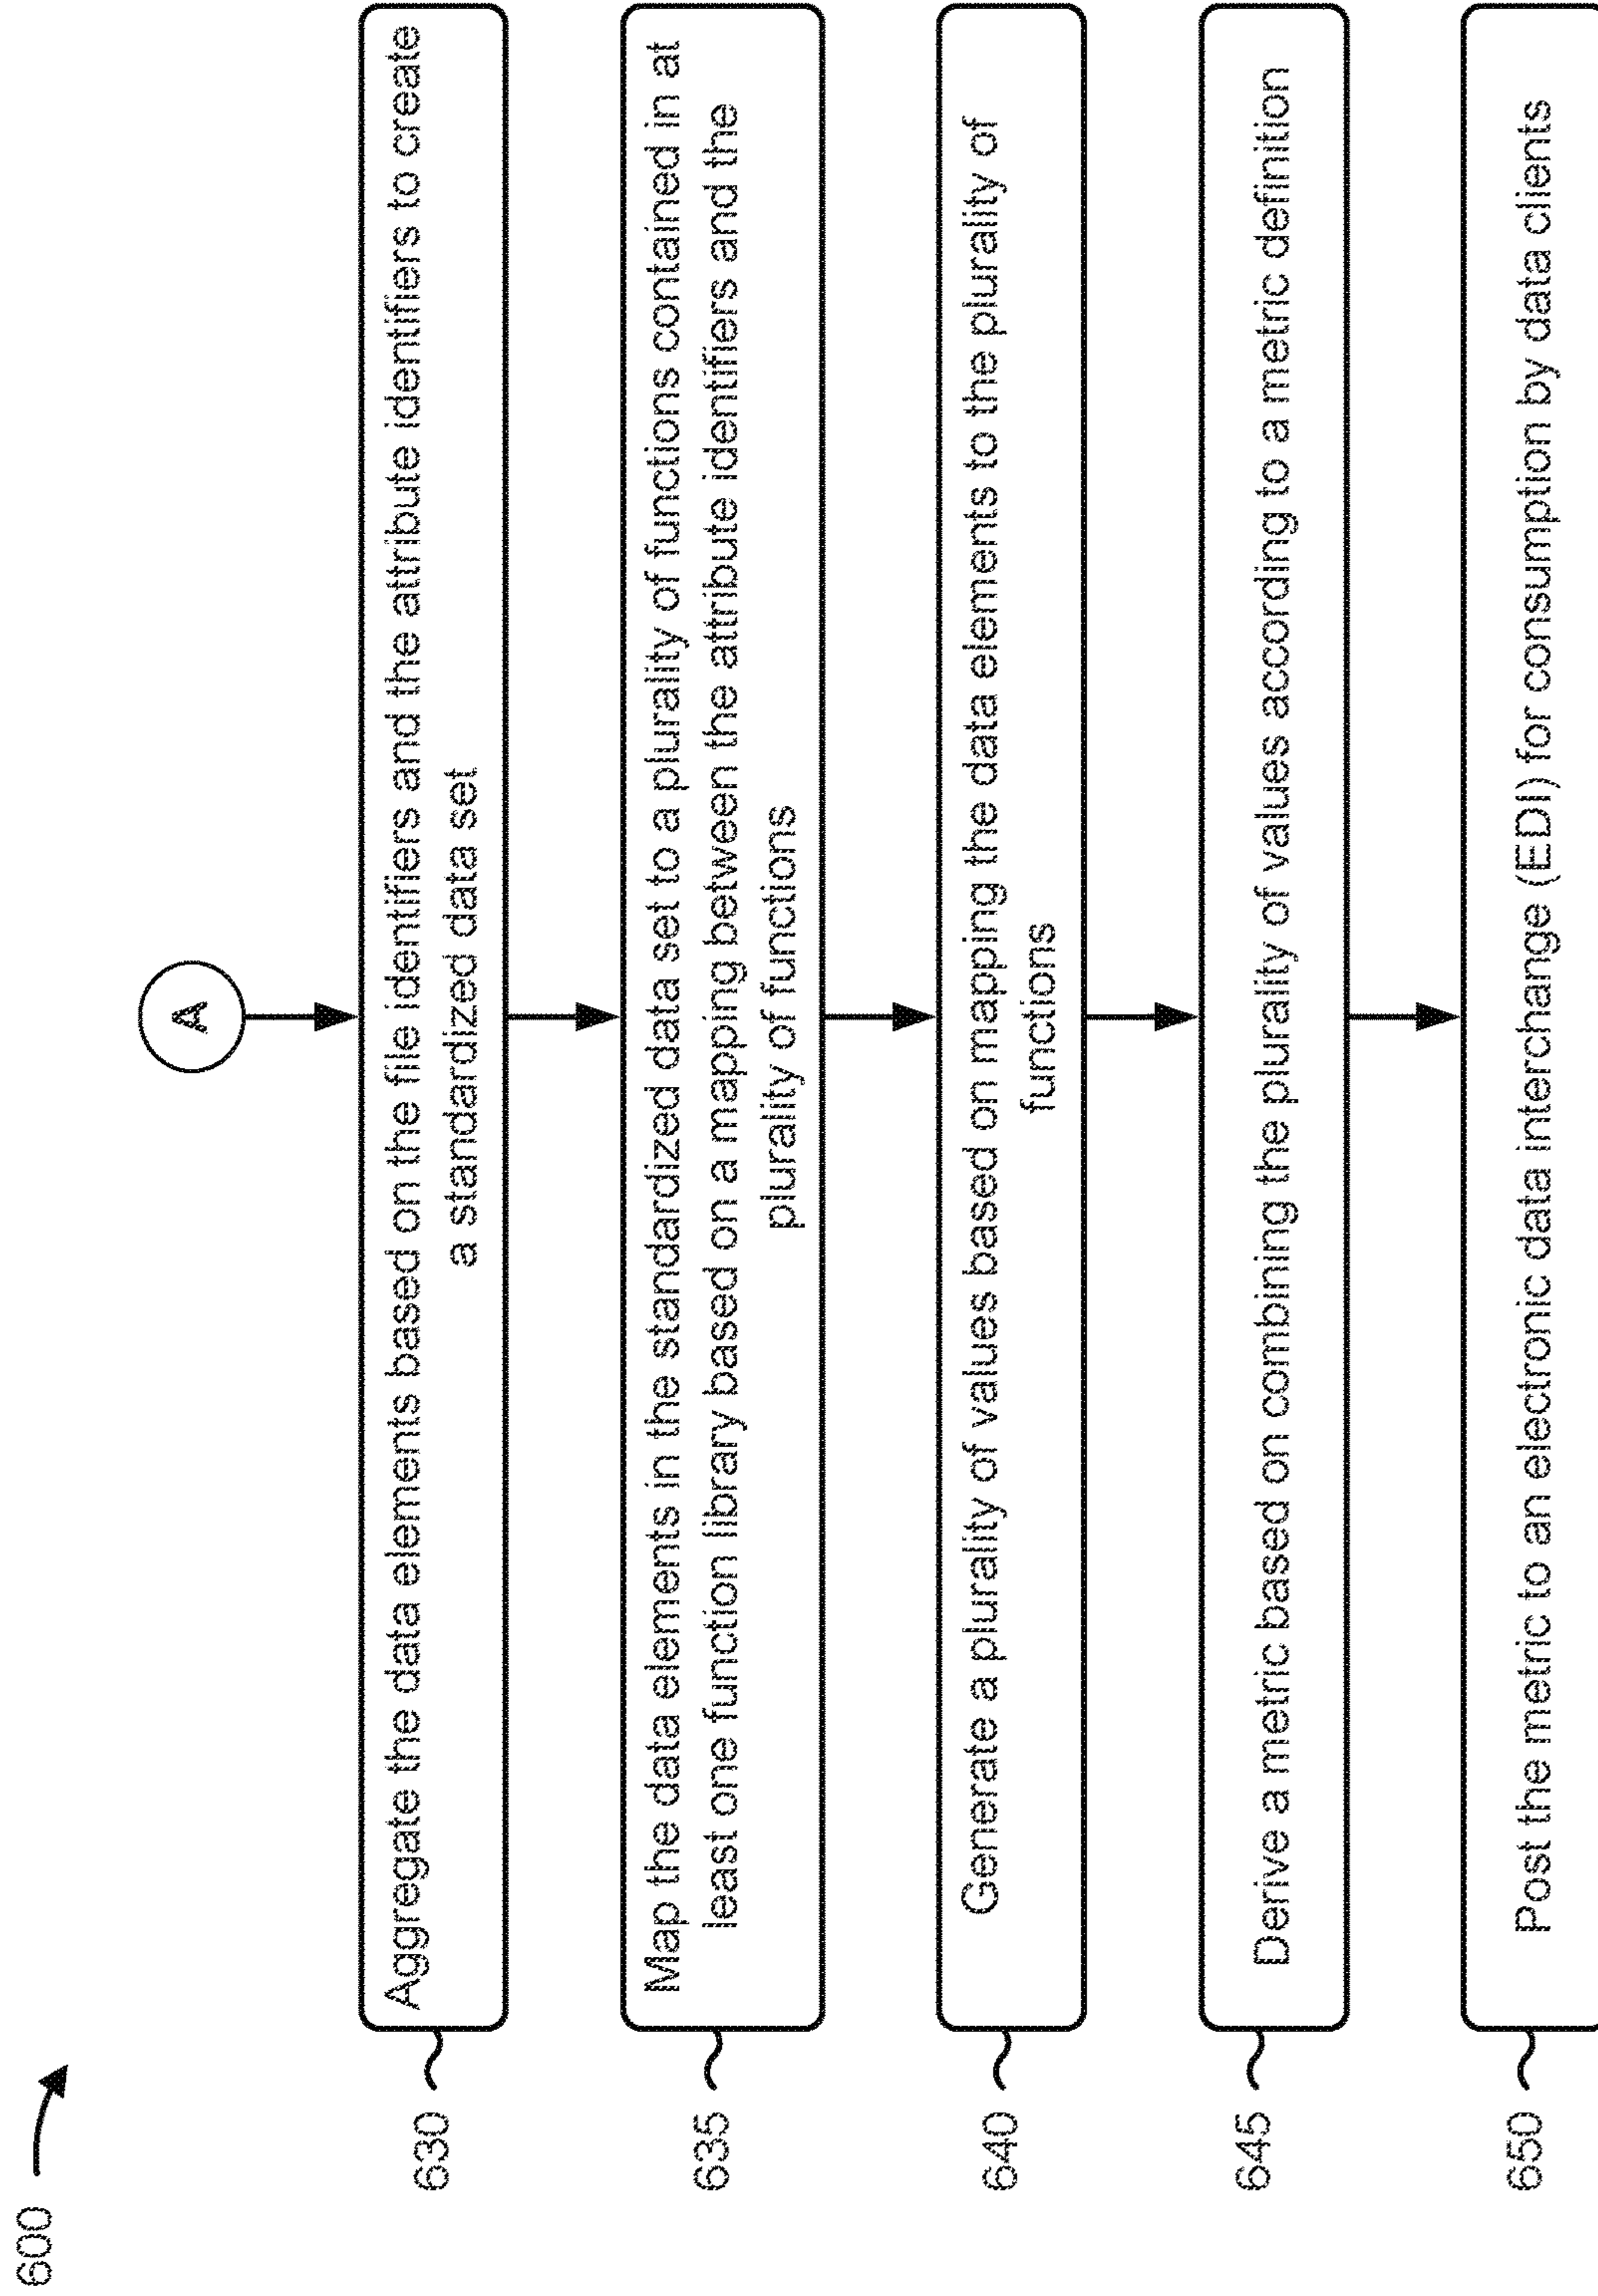 600
A
630
Aggregate the data elements based on the file identifiers and the attribute identifiers to create
a standardized data set
635
Map the data elements in the standardized data set to a plurality of functions contained in at
least one function library based on a mapping between the attribute identifiers and the
plurality of functions
640
Generate a plurality of values based on mapping the data elements to the plurality of
functions
645
Derive a metric based on combining the plurality of values according to a metric definition
650
Post the metric to an electronic data interchange (EDI) for consumption by data clients